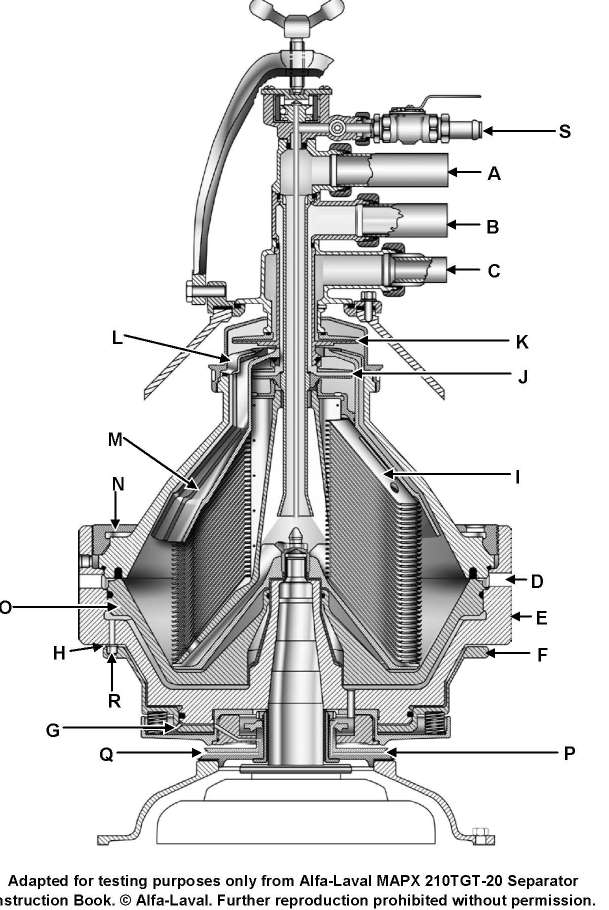 S
A
B
C
L
K
J
M
I
N
D
O
E
H
F
R
G
Q
P
Adapted for testing purposes only from Alfa-Laval MAPX 210TGT-20 Separator
nstruction Book. © Alfa-Laval. Further reproduction prohibited without permission.